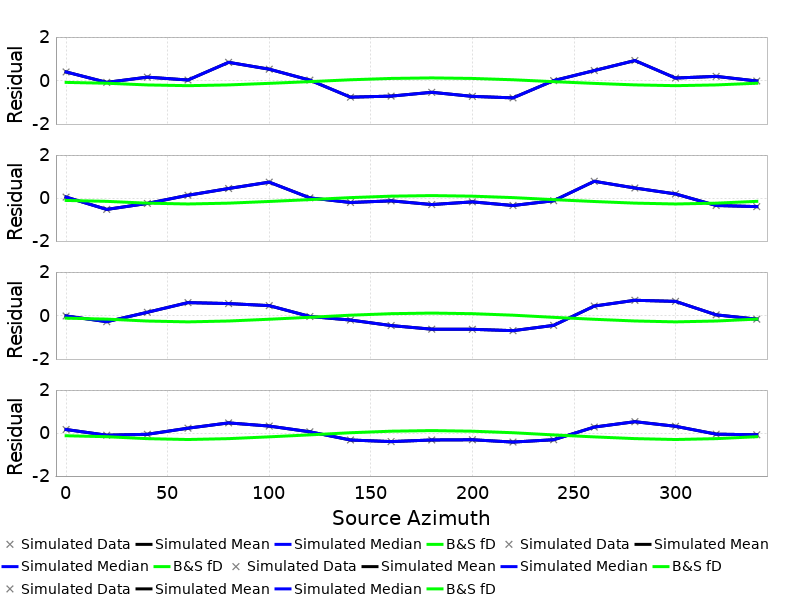 2
0
-2
Residual
2
0
-2
Residual
2
0
-2
Residual
2
0
-2
Residual
0 50 100 150 200 250 300
Source Azimuth
× Simulated Data Simulated Mean Simulated Median B&S fD × Simulated Data Simulated Mean
Simulated Median B&S fD × Simulated Data Simulated Mean Simulated Median B&S fD
× Simulated Data Simulated Mean Simulated Median B&S fD